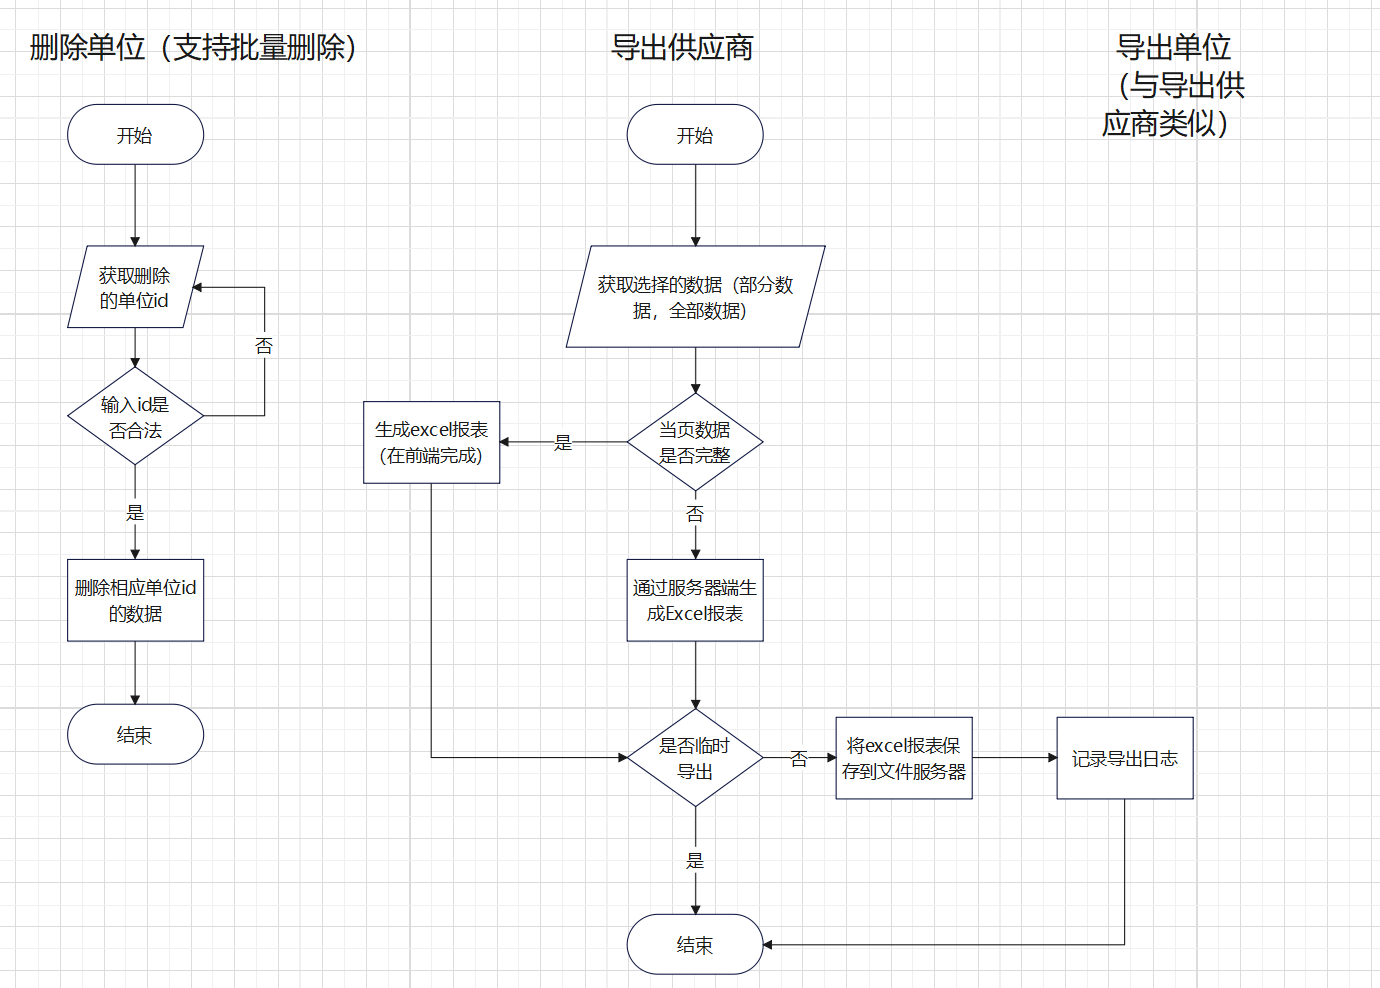 删除单位（支持批量删除）
开始
获取删除
的单位id
否
输入id是
否合法
是
删除相应单位id
的数据
结束
导出供应商
开始
获取选择的数据（部分数
据，全部数据）
当页数据
是否完整
是
生成excel报表
（在前端完成）
否
通过服务器端生
成Excel报表
是否临时
导出
否
将excel报表保
存到文件服务器
记录导出日志
是
结束
导出单位
（与导出供
应商类似）